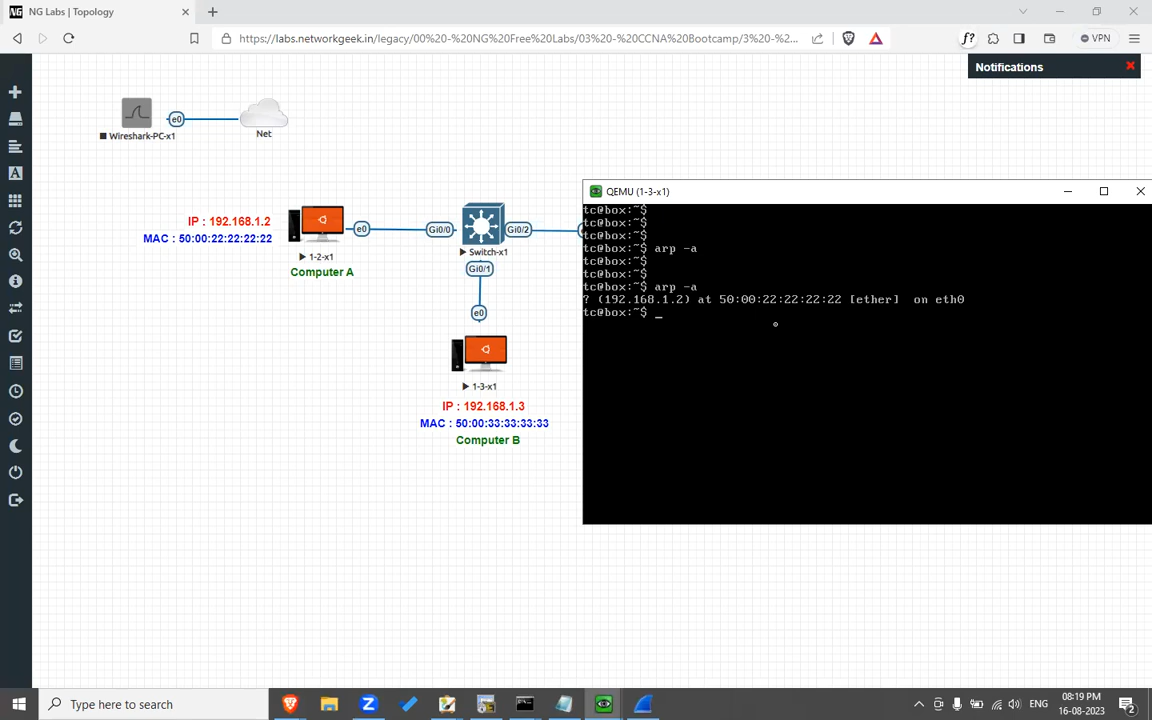 NG Labs | Topology
https://labs.networkgeek.in/legacy/00%20-%20NG%20Free%20Labs/03%20-%20CCNA%20Bootcamp/3%20-%2...
VPN
Notifications
Wireshark-PC-x1
e0
Net
QEMU (1-3-x1)
tc@box:~$
tc@box:~$
tc@box:~$
tc@box:~$ arp -a
tc@box:~$
tc@box:~$
tc@box:~$ arp -a
? (192.168.1.2) at 50:00:22:22:22:22 [ether]  on eth0
tc@box:~$ _
IP : 192.168.1.2
MAC : 50:00:22:22:22:22
e0
Gi0/0
Gi0/2
1-2-x1
Computer A
Switch-x1
Gi0/1
e0
1-3-x1
IP : 192.168.1.3
MAC : 50:00:33:33:33:33
Computer B
Type here to search
ENG
08:19 PM
16-08-2023
2